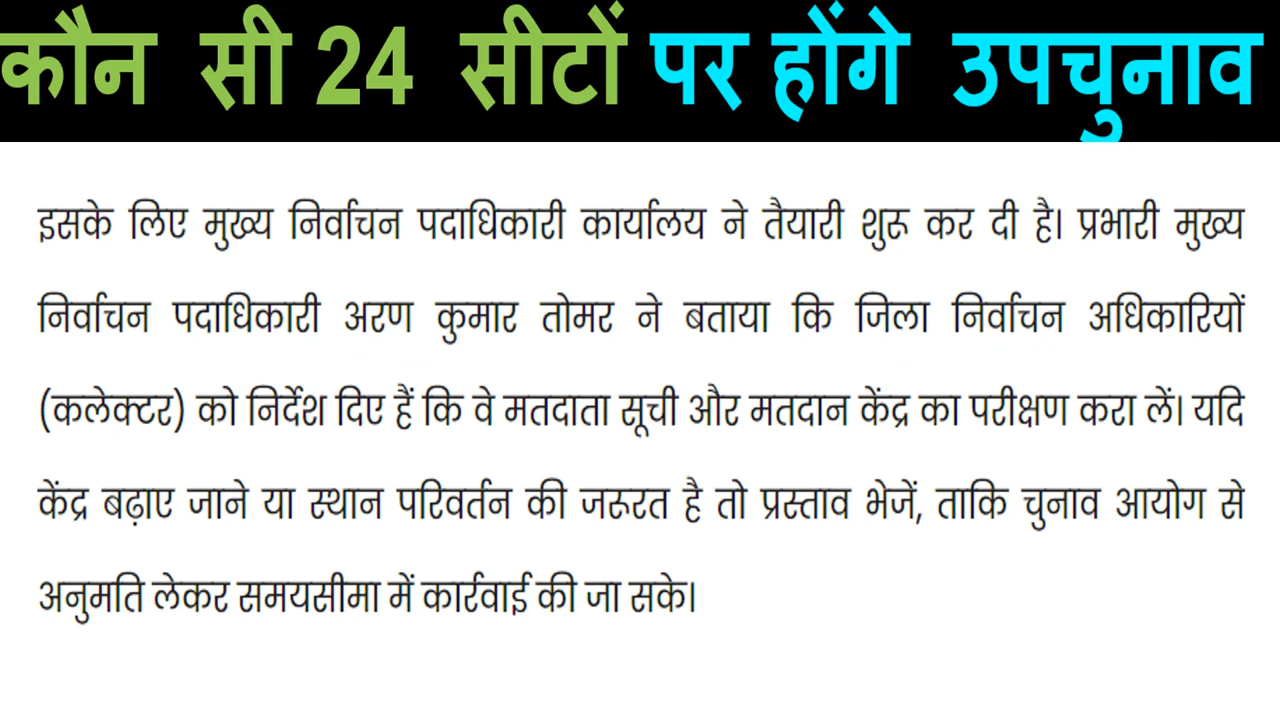 कौन सी 24 सीटों पर होंगे उपचुनाव
इसके लिए मुख्य निर्वाचन पदाधिकारी कार्यालय ने तैयारी शुरू कर दी है। प्रभारी मुख्य
निर्वाचन पदाधिकारी अरण कुमार तोमर ने बताया कि जिला निर्वाचन अधिकारियों
(कलेक्टर) को निर्देश दिए हैं कि वे मतदाता सूची और मतदान केंद्र का परीक्षण करा लें। यदि
केंद्र बढ़ाए जाने या स्थान परिवर्तन की जरूरत है तो प्रस्ताव भेजें, ताकि चुनाव आयोग से
अनुमति लेकर समयसीमा में कार्रवाई की जा सके।